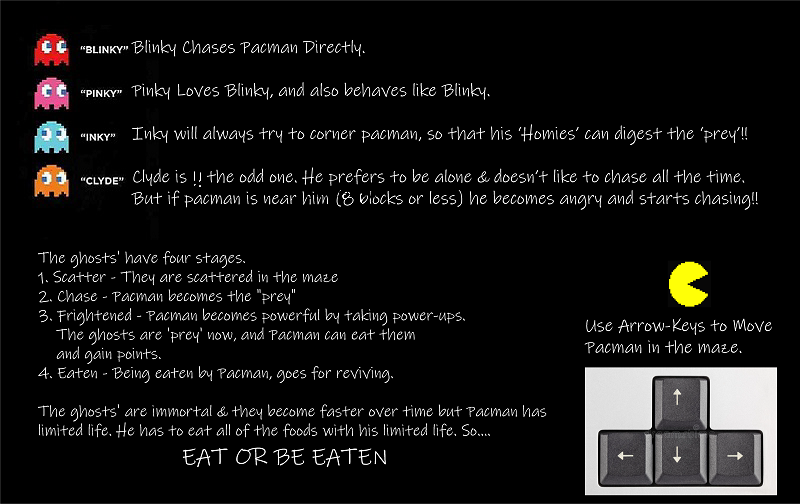 "BLINKY" Blinky Chases Pacman Directly.
"PINKY" Pinky Loves Blinky, and also behaves like Blinky.
"INKY" Inky will always try to corner pacman, so that his 'Homies' can digest the 'prey'!!
"CLYDE" Clyde is !! the odd one. He prefers to be alone & doesn't like to chase all the time.
But if pacman is near him (8 blocks or less) he becomes angry and starts chasing!!
The ghosts' have four stages.
1. Scatter - They are scattered in the maze
2. Chase - Pacman becomes the "prey"
3. Frightened - Pacman becomes powerful by taking power-ups.
The ghosts are 'prey' now, and Pacman can eat them
and gain points.
4. Eaten - Being eaten by Pacman, goes for reviving.
The ghosts' are immortal & they become faster over time but Pacman has
limited life. He has to eat all of the foods with his limited life. So....
EAT OR BE EATEN
Use Arrow-Keys to Move
Pacman in the maze.
↑
← ↓ →